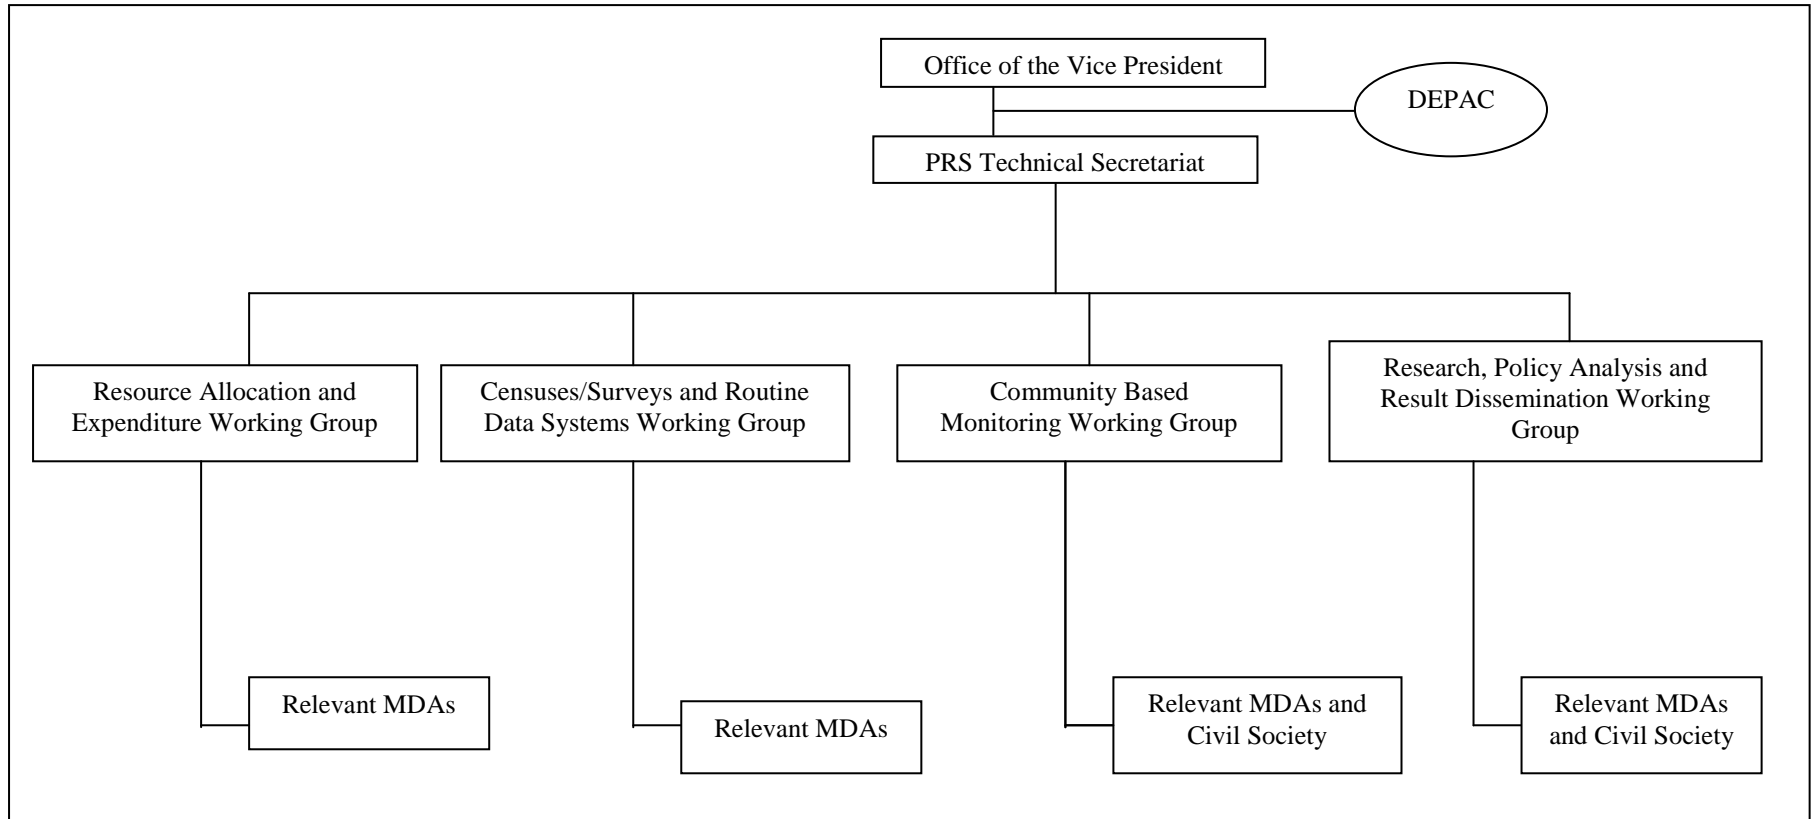 Office of the Vice President
DEPAC
PRS Technical Secretariat
Resource Allocation and
Expenditure Working Group
Censuses/Surveys and Routine
Data Systems Working Group
Community Based
Monitoring Working Group
Research, Policy Analysis and
Result Dissemination Working
Group
Relevant MDAs
Relevant MDAs
Relevant MDAs and
Civil Society
Relevant MDAs
and Civil Society